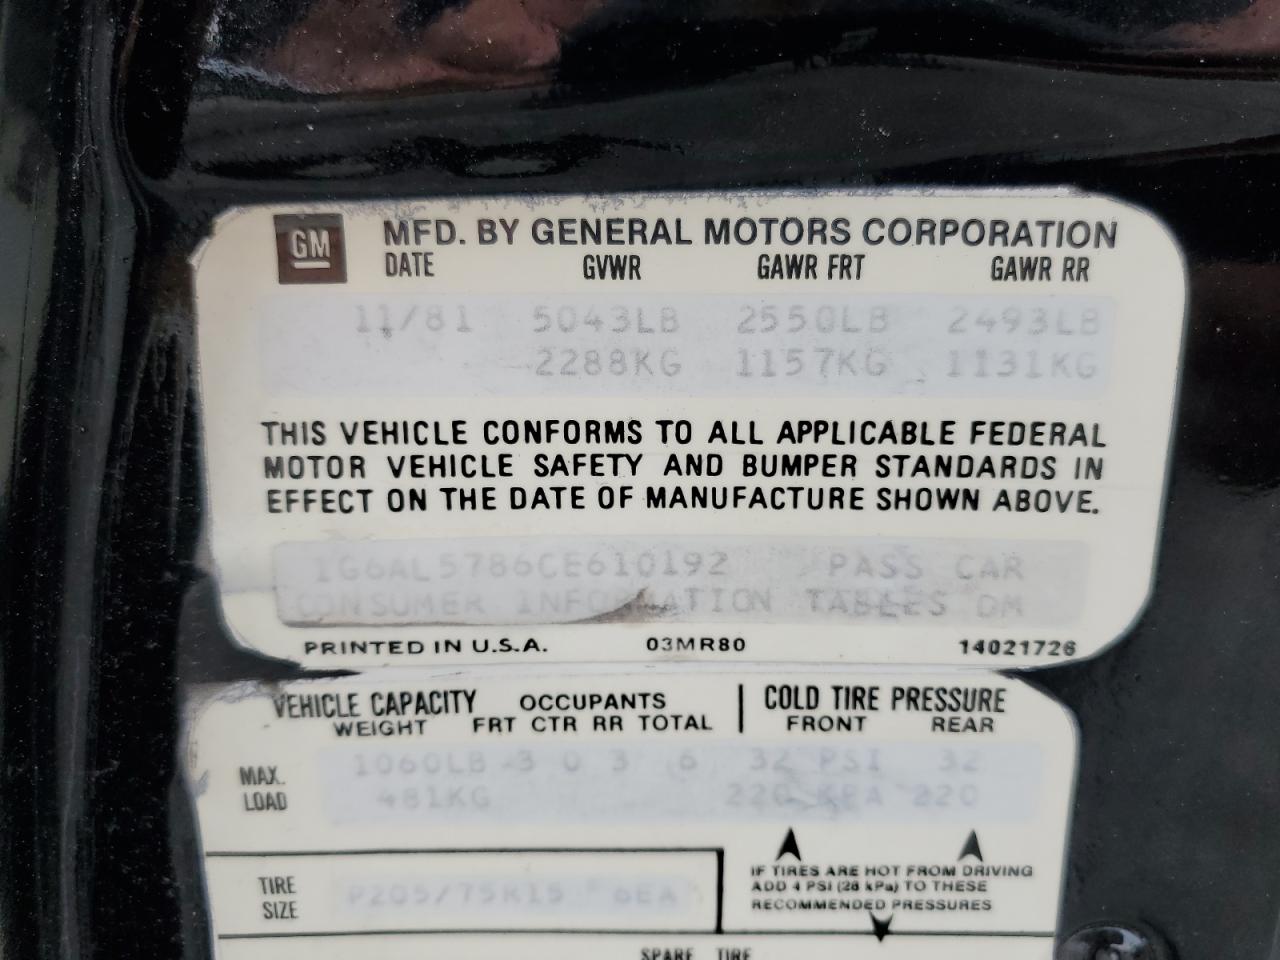 GM MFD. BY GENERAL MOTORS CORPORATION
DATE GVWR GAWR FRT GAWR RR
11/81 5043LB 2550LB 2493LB
2288KG 1157KG 1131KG
THIS VEHICLE CONFORMS TO ALL APPLICABLE FEDERAL
MOTOR VEHICLE SAFETY AND BUMPER STANDARDS IN
EFFECT ON THE DATE OF MANUFACTURE SHOWN ABOVE.
1G6AL5786CE610192 PASS CAR
CONSUMER INFORMATION TABLES DM
PRINTED IN U.S.A. 03MR80 14021726
VEHICLE CAPACITY OCCUPANTS COLD TIRE PRESSURE
WEIGHT FRT CTR RR TOTAL FRONT REAR
MAX. LOAD 1060LB 3 0 3 6 32 PSI 32
481KG 220 KPA 220
IF TIRES ARE HOT FROM DRIVING
ADD 4 PSI (28 kPa) TO THESE
RECOMMENDED PRESSURES
TIRE SIZE P205/75R15
SPARE TIRE